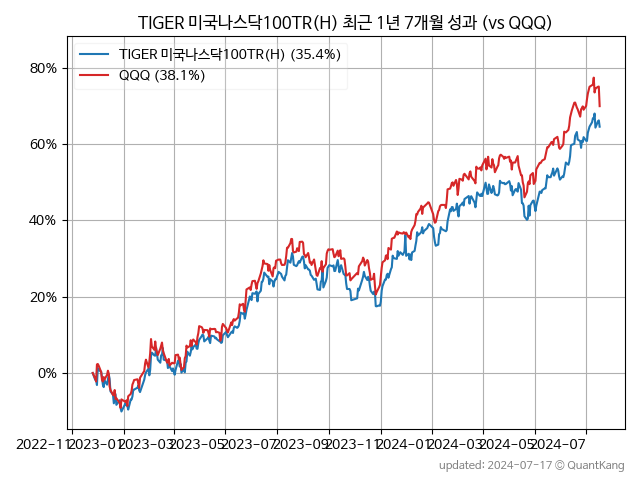 TIGER 미국나스닥100TR(H) 최근 1년 7개월 성과 (vs QQQ)
TIGER 미국나스닥100TR(H) (35.4%)
QQQ (38.1%)
80%
60%
40%
20%
0%
2022-11 2023-01 2023-03 2023-05 2023-07 2023-09 2023-11 2024-01 2024-03 2024-05 2024-07
updated: 2024-07-17 © QuantKang